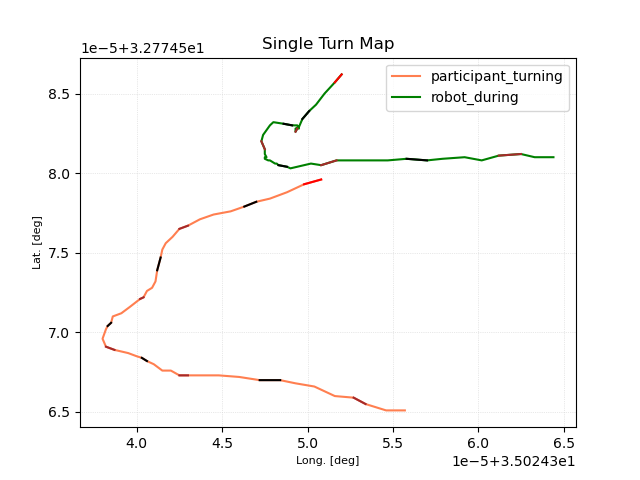 Single Turn Map
1e−5+3.27745e1
participant_turning
robot_during
8.5
8.0
7.5
7.0
6.5
Lat. [deg]
4.0 4.5 5.0 5.5 6.0 6.5
Long. [deg]
1e−5+3.50243e1